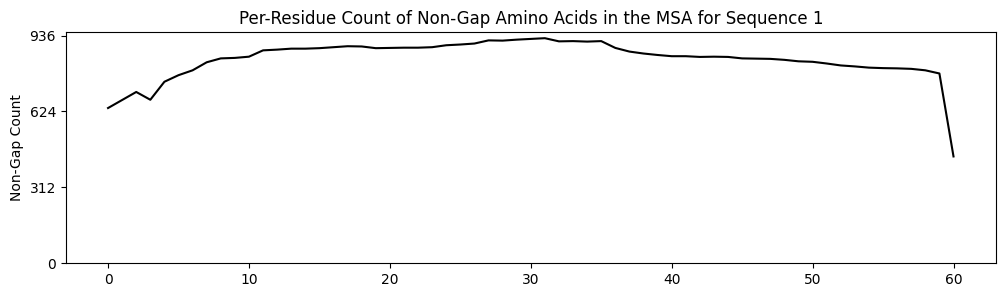 Per-Residue Count of Non-Gap Amino Acids in the MSA for Sequence 1
936
624
312
0
Non-Gap Count
0 10 20 30 40 50 60